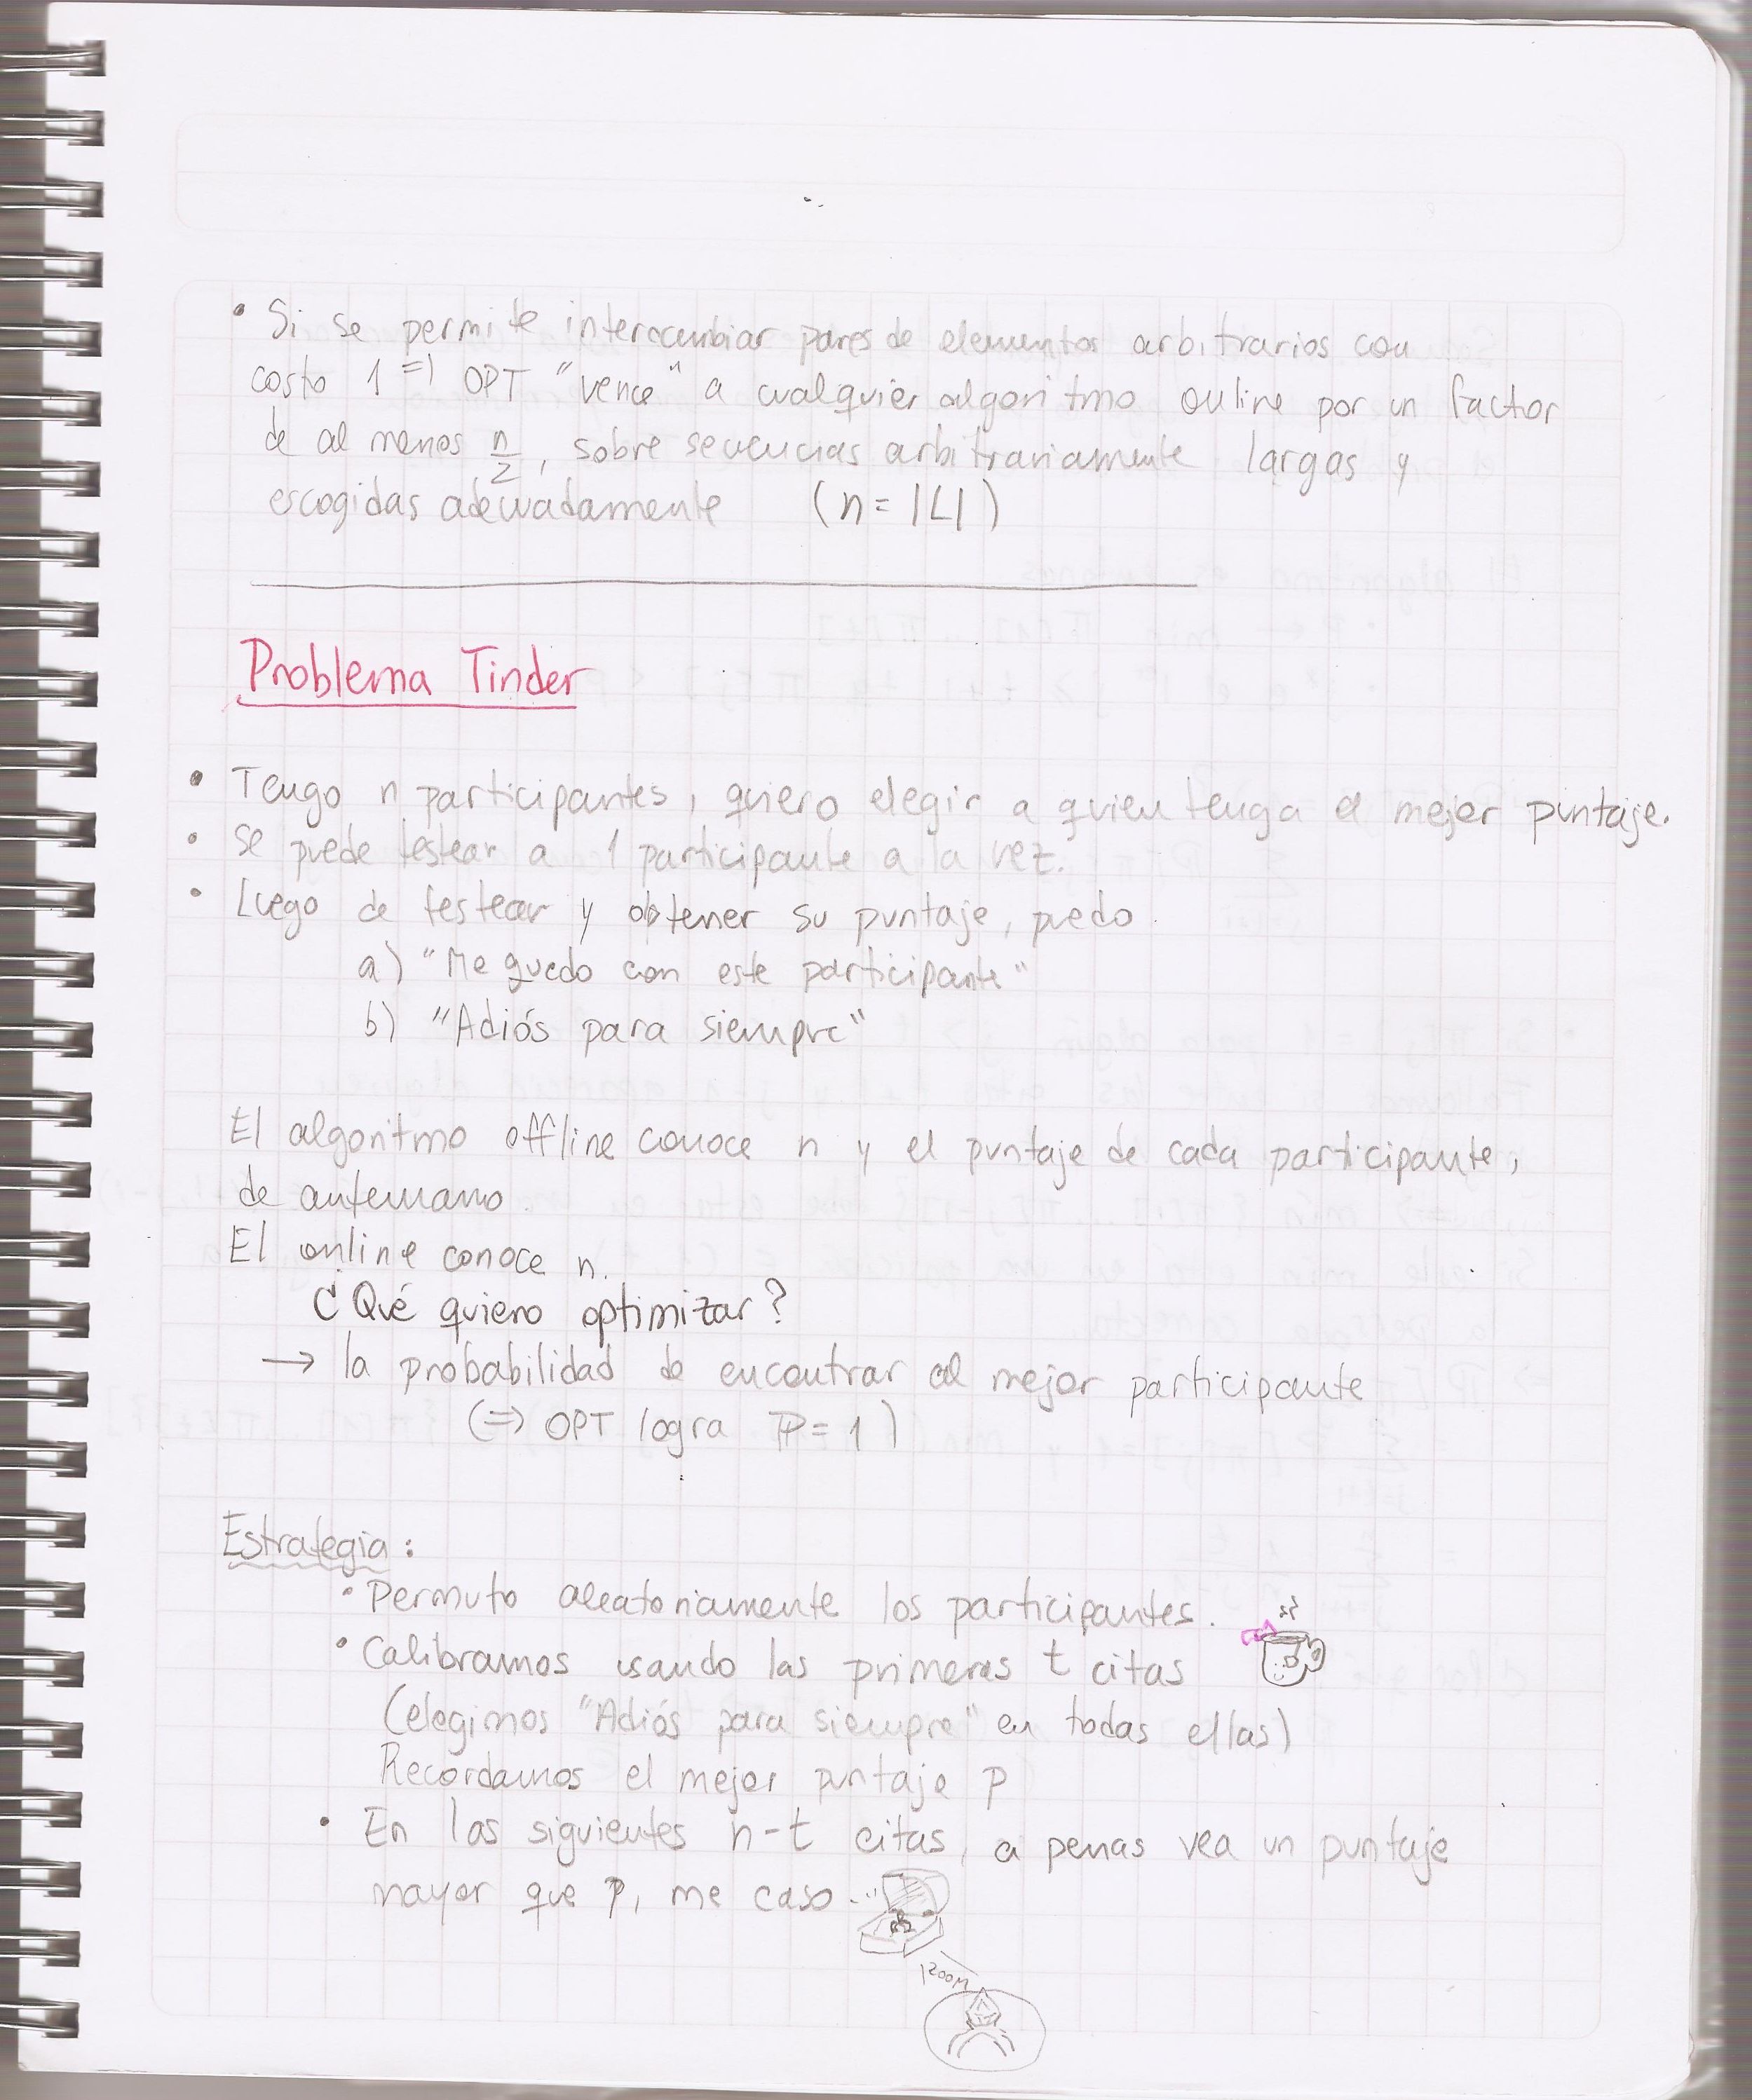 • Si se permite intercambiar pares de elementos arbitrarios con
costo 1 => OPT "vence" a cualquier algoritmo online por un factor
de al menos n/2, sobre secuencias arbitrariamente largas y
escogidas adecuadamente (n = |L|)
Problema Tinder
• Tengo n participantes, quiero elegir a quien tenga el mejor puntaje.
• Se puede testear a 1 participante a la vez.
• Luego de testear y obtener su puntaje, puedo
a) "Me quedo con este participante"
b) "Adiós para siempre"
El algoritmo offline conoce n y el puntaje de cada participante,
de antemano.
El online conoce n.
¿Qué quiero optimizar?
→ la probabilidad de encontrar al mejor participante
(=> OPT logra ℙ = 1)
Estrategia:
• Permuto aleatoriamente los participantes.
• Calibramos usando las primeras t citas
(elegimos "Adiós para siempre" en todas ellas)
Recordamos el mejor puntaje p
• En las siguientes n-t citas, a penas vea un puntaje
mayor que p, me caso...
ZOOM